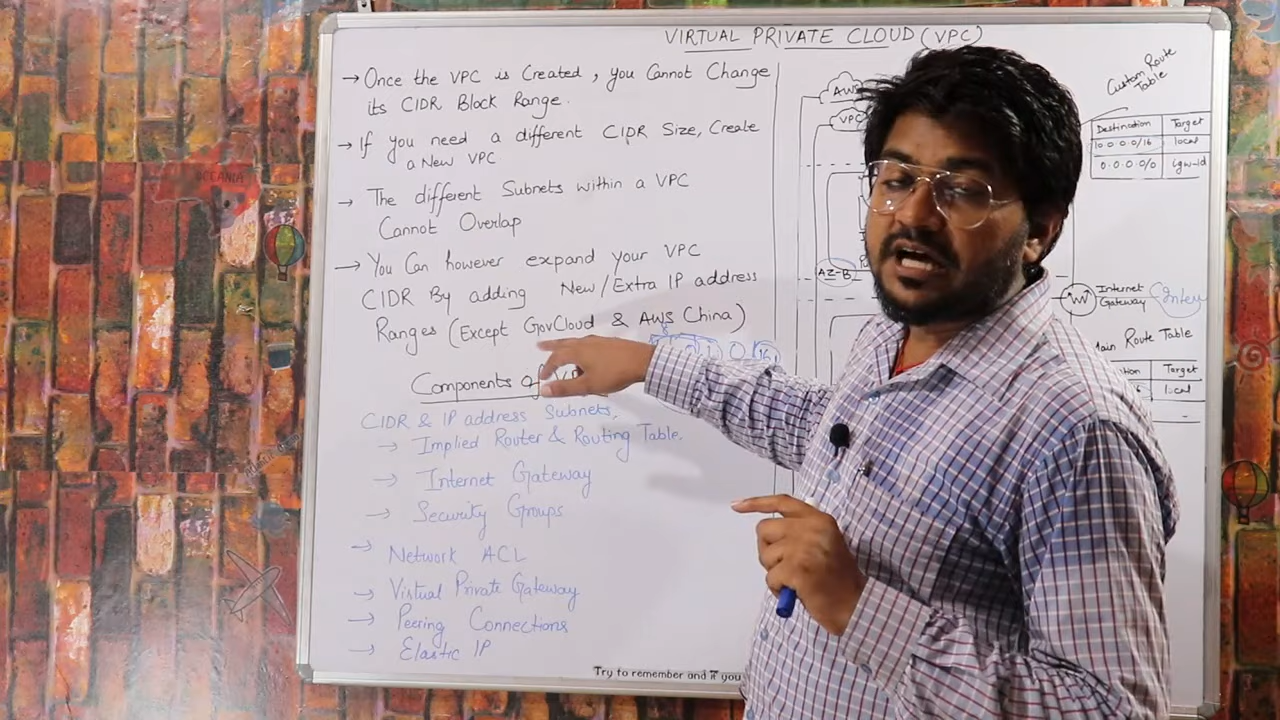 VIRTUAL PRIVATE CLOUD (VPC)
→ Once the VPC is Created, you Cannot Change
its CIDR Block Range.
→ If you need a different CIDR Size, Create
a New VPC
→ The different Subnets within a VPC
Cannot Overlap
→ You Can however expand your VPC
CIDR By adding New/Extra IP address
Ranges (Except GovCloud & AWS China)
Components of
CIDR & IP address Subnets,
→ Implied Router & Routing Table.
→ Internet Gateway
→ Security Groups
→ Network ACL
→ Virtual Private Gateway
→ Peering Connections
→ Elastic IP
Try to remember and
you
AWS
VPC
AZ-B
Custom Route
Table
Destination Target
10.0.0.0/16 local
0.0.0.0/0 igw-id
Internet
Gateway
Main Route Table
Target
local
OCEANIA